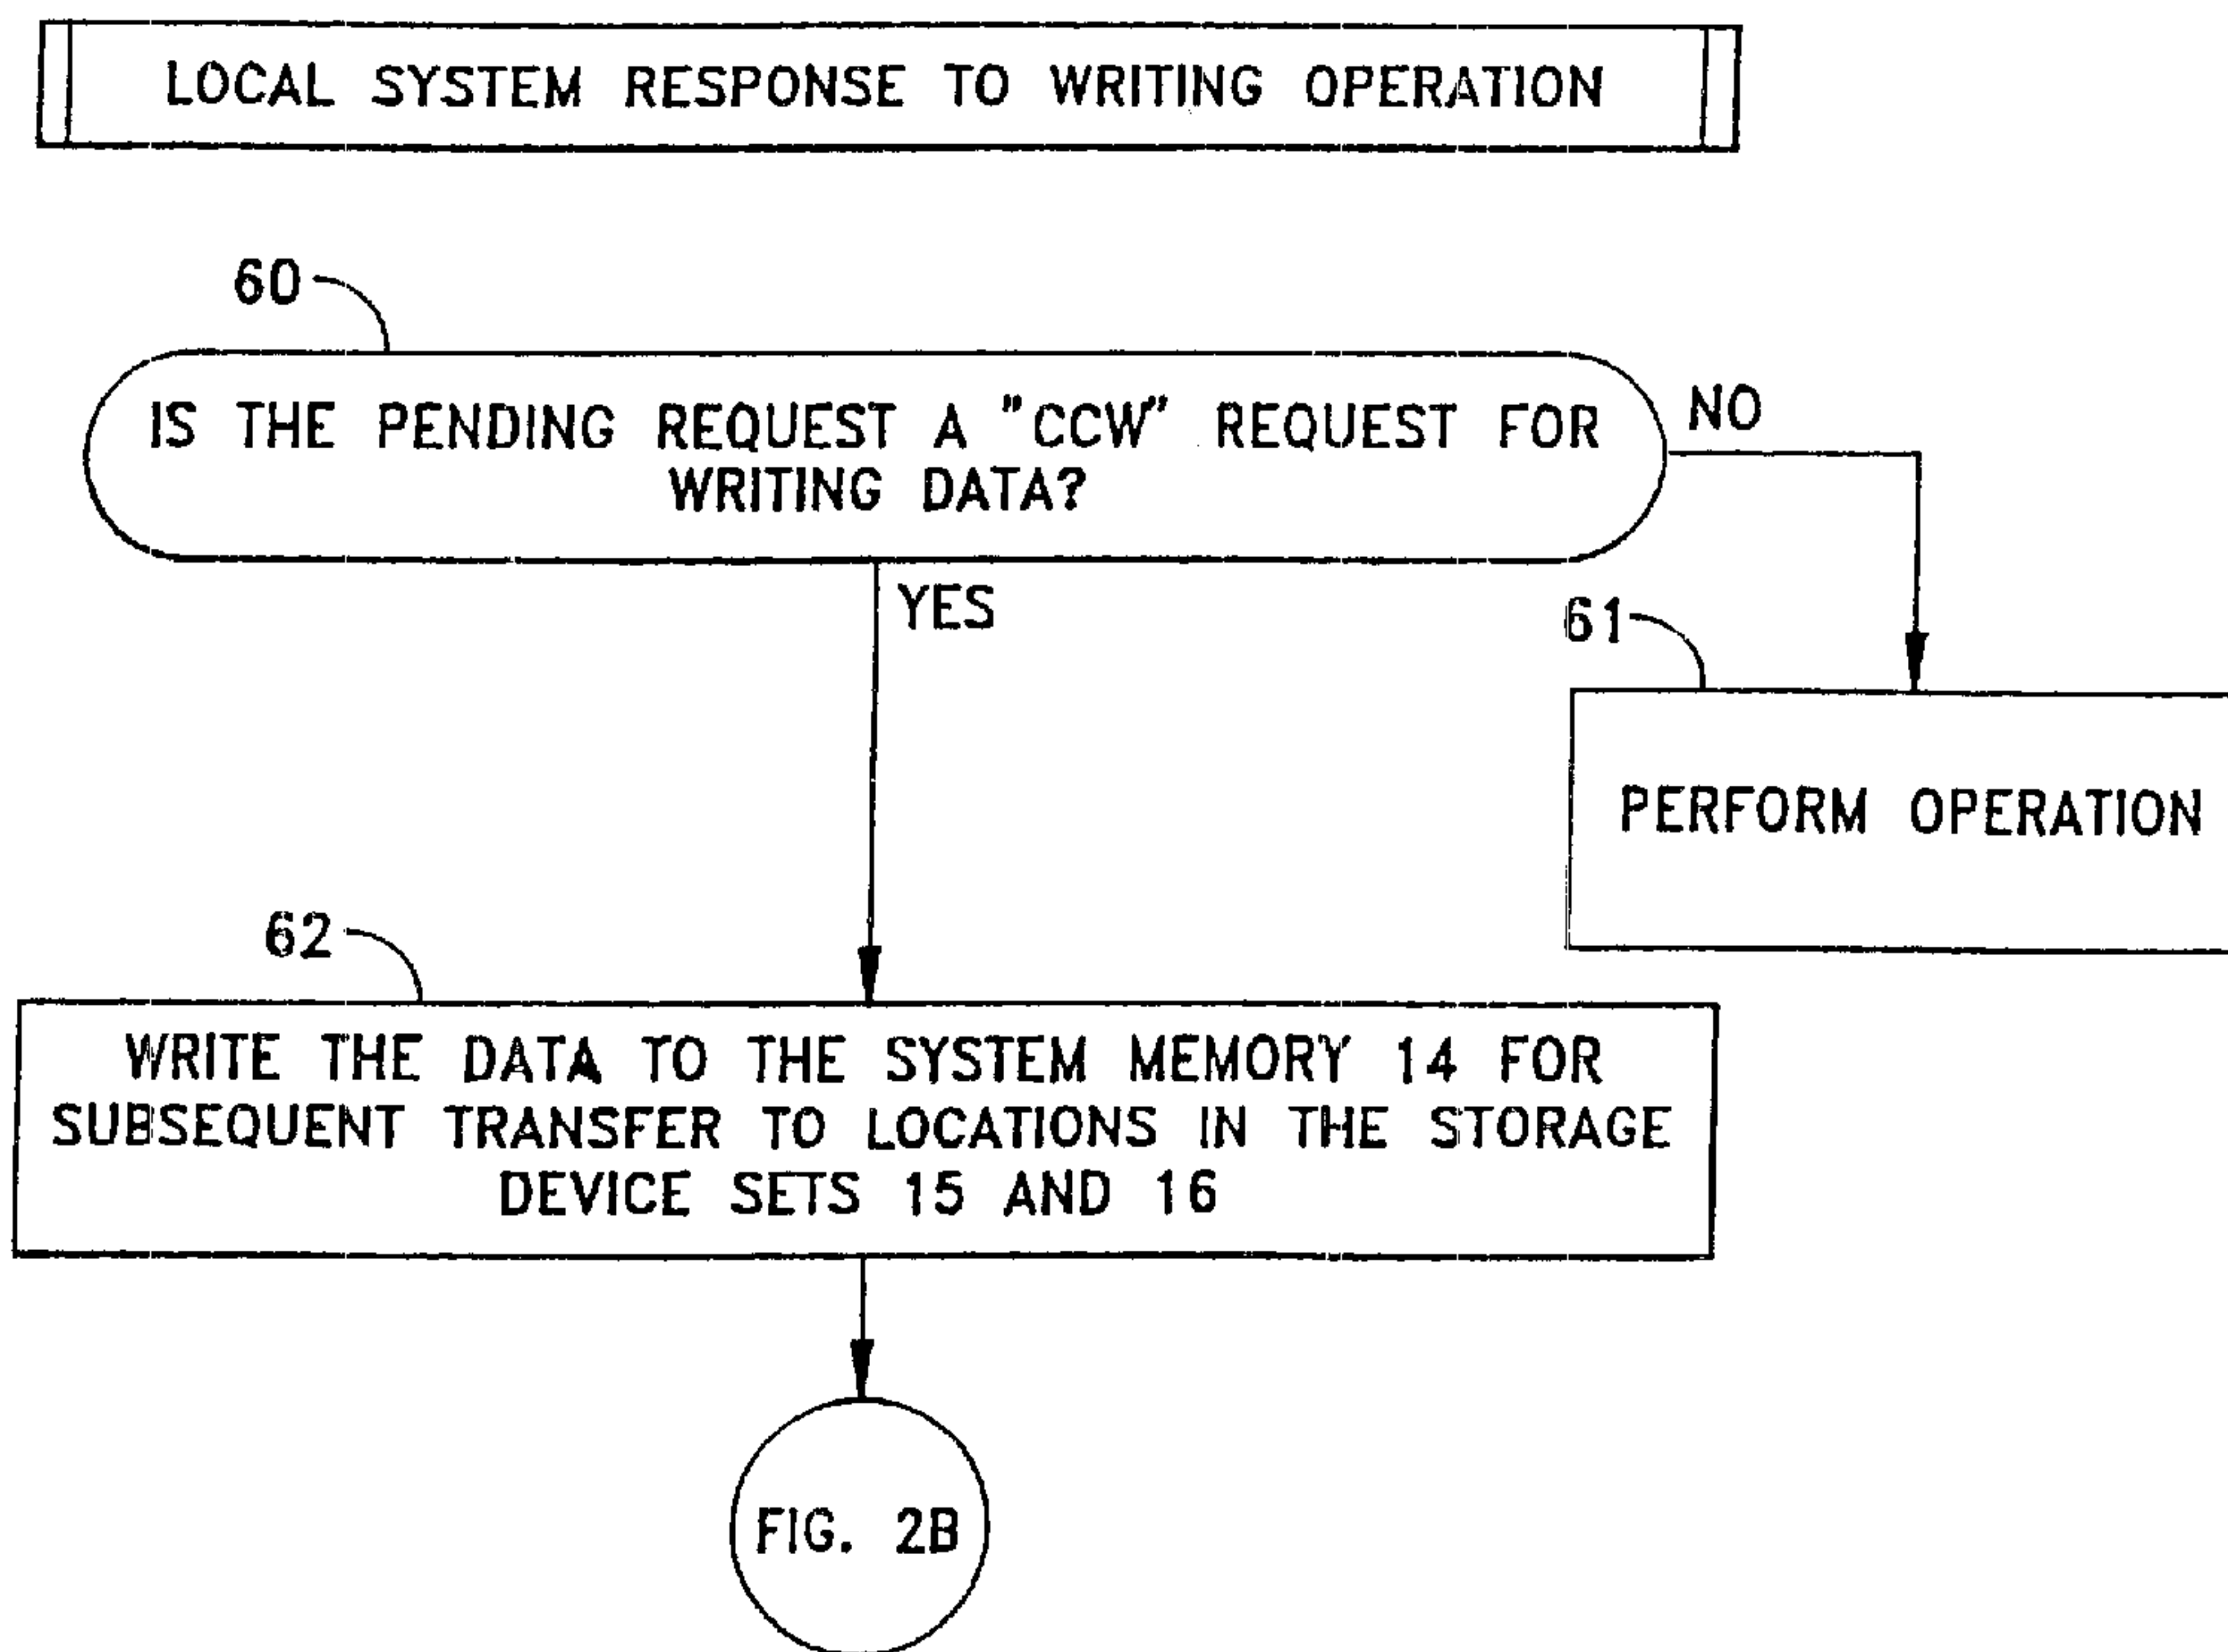 LOCAL SYSTEM RESPONSE TO WRITING OPERATION
60
IS THE PENDING REQUEST A "CCW" REQUEST FOR
WRITING DATA?
NO
YES
61
PERFORM OPERATION
62
WRITE THE DATA TO THE SYSTEM MEMORY 14 FOR
SUBSEQUENT TRANSFER TO LOCATIONS IN THE STORAGE
DEVICE SETS 15 AND 16
FIG. 2B